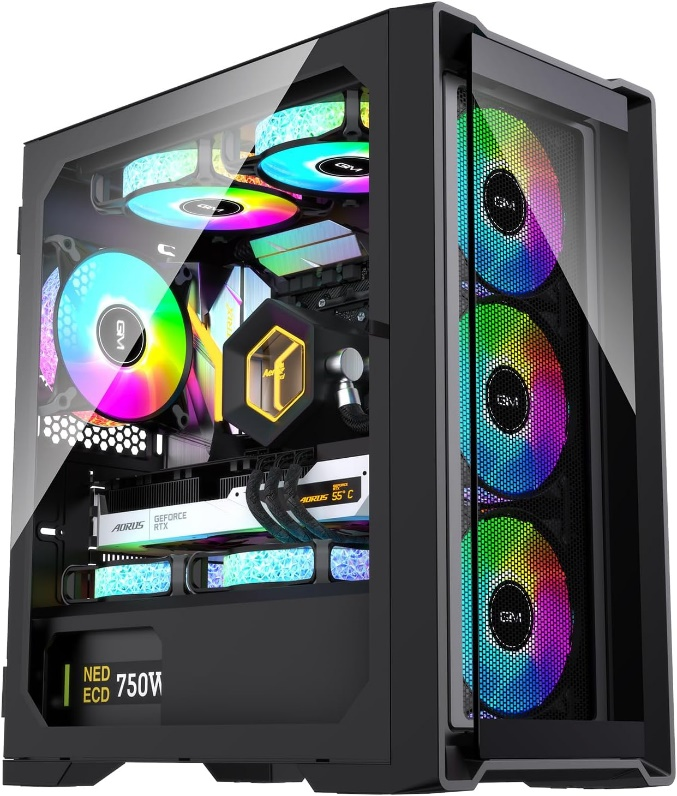 GM
GM
GM
GM
GM
GM
AORUS
GEFORCE
RTX
AORUS
55° C
NED
ECD
750W